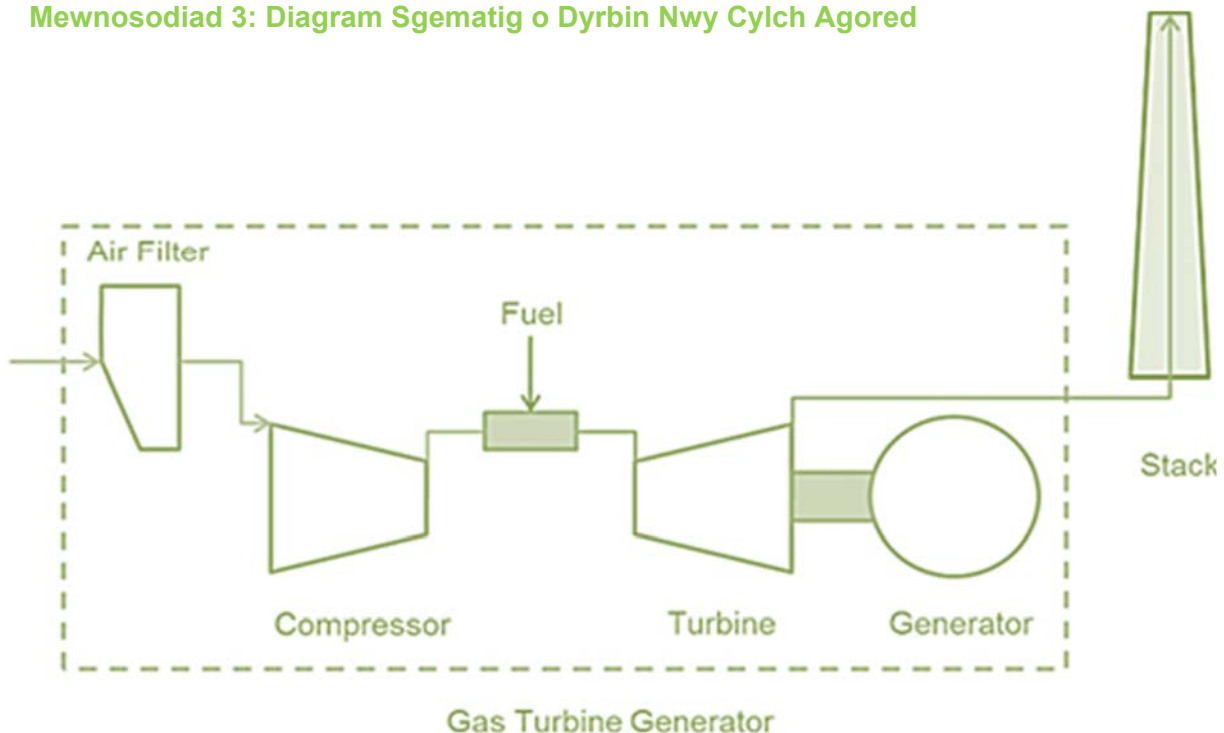 Mewnosodiad 3: Diagram Sgematig o Dyrbin Nwy Cylch Agored
Air Filter
Fuel
Stack
Compressor
Turbine
Generator
Gas Turbine Generator